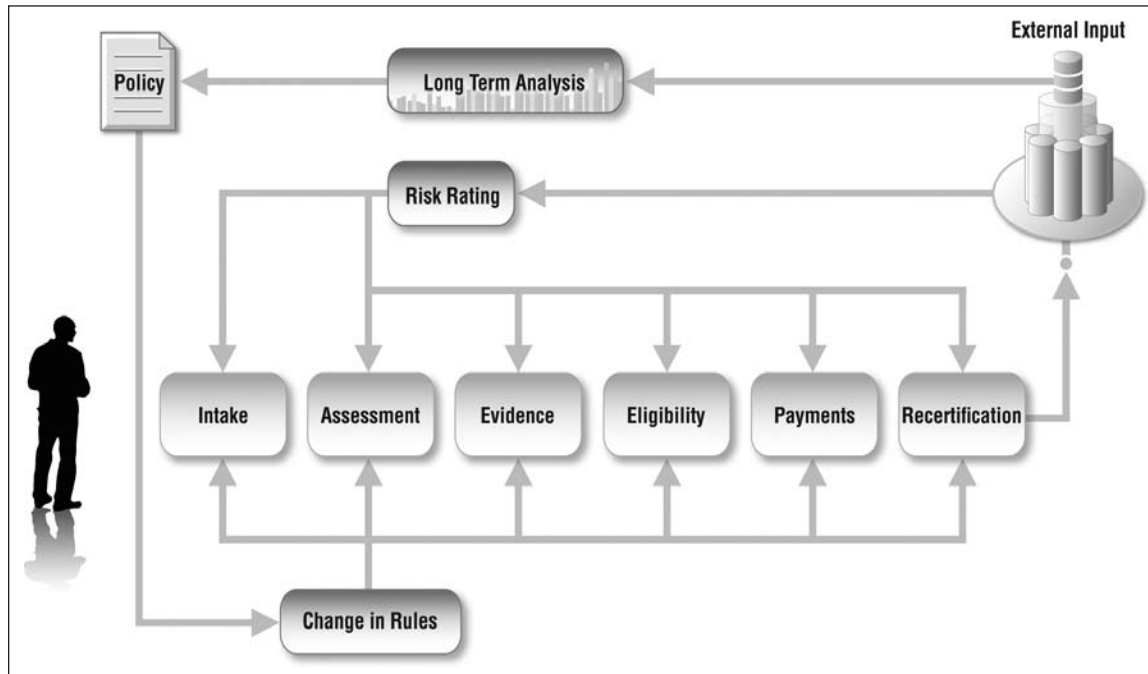 External Input
Policy
Long Term Analysis
Risk Rating
Intake
Assessment
Evidence
Eligibility
Payments
Recertification
Change in Rules